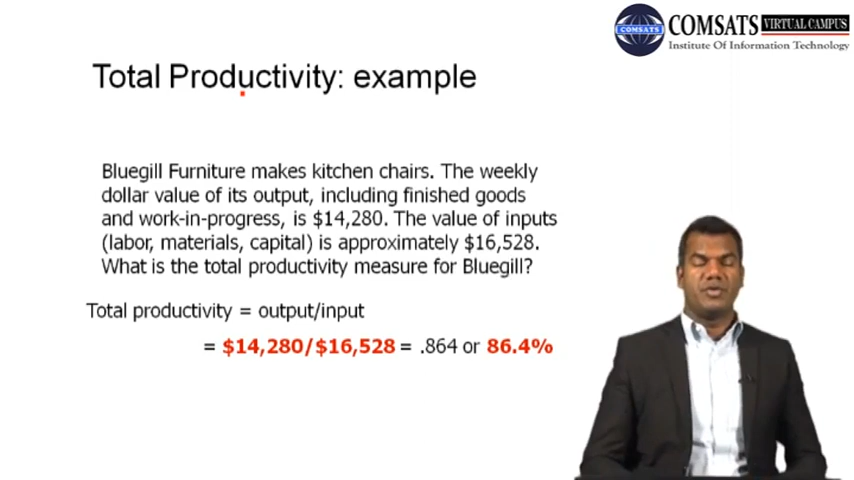 COMSATS VIRTUAL CAMPUS
COMSATS
Institute Of Information Technology
Total Productivity: example
Bluegill Furniture makes kitchen chairs. The weekly
dollar value of its output, including finished goods
and work-in-progress, is $14,280. The value of inputs
(labor, materials, capital) is approximately $16,528.
What is the total productivity measure for Bluegill?
Total productivity = output/input
= $14,280/$16,528 = .864 or 86.4%